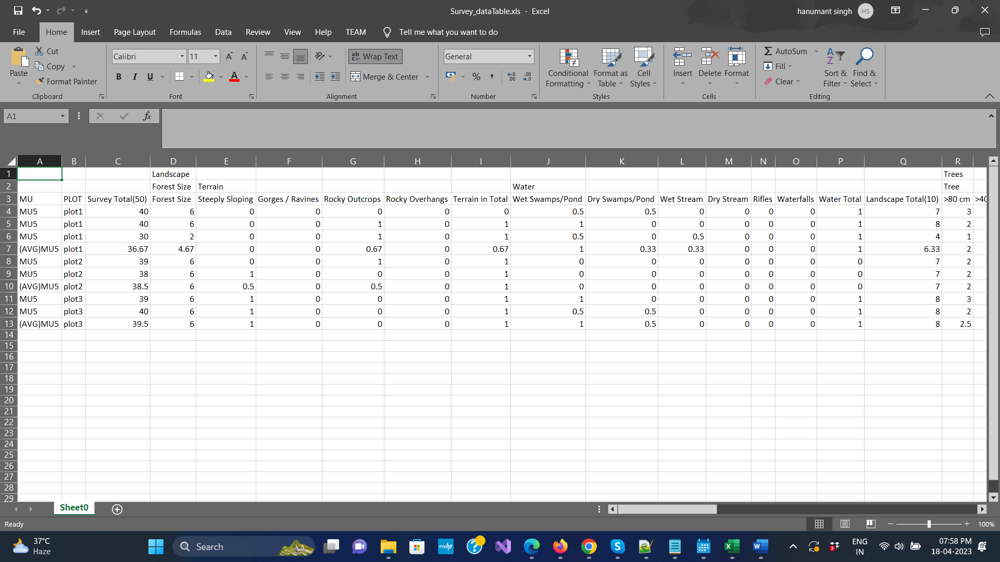 Survey_dataTable.xls - Excel
hanumant singh HS
File Home Insert Page Layout Formulas Data Review View Help TEAM Tell me what you want to do
Paste
Cut
Copy
Format Painter
Clipboard
Calibri 11
B I U A
Font
Wrap Text
Merge & Center
Alignment
General
% ,
Number
Conditional Formatting
Format as Table
Cell Styles
Styles
Insert Delete Format
Cells
AutoSum
Fill
Clear
Sort & Filter
Find & Select
Editing
A1 fx
A B C D E F G H I J K L M N O P Q R
1 Landscape Trees
2 Forest Size Terrain Water Tree
3 MU PLOT Survey Total(50) Forest Size Steeply Sloping Gorges / Ravines Rocky Outcrops Rocky Overhangs Terrain in Total Wet Swamps/Pond Dry Swamps/Pond Wet Stream Dry Stream Rifles Waterfalls Water Total Landscape Total(10) >80 cm >40
4 MU5 plot1 40 6 0 0 0 0 0 0.5 0.5 0 0 0 0 1 7 3
5 MU5 plot1 40 6 0 0 1 0 1 1 0 0 0 0 0 1 8 2
6 MU5 plot1 30 2 0 0 1 0 1 0.5 0 0.5 0 0 0 1 4 1
7 (AVG)MU5 plot1 36.67 4.67 0 0 0.67 0 0.67 1 0.33 0.33 0 0 0 1 6.33 2
8 MU5 plot2 39 6 0 0 1 0 1 0 0 0 0 0 0 0 7 2
9 MU5 plot2 38 6 1 0 0 0 1 0 0 0 0 0 0 0 7 2
10 (AVG)MU5 plot2 38.5 6 0.5 0 0.5 0 1 0 0 0 0 0 0 0 7 2
11 MU5 plot3 39 6 1 0 0 0 1 1 0 0 0 0 0 1 8 3
12 MU5 plot3 40 6 1 0 0 0 1 0.5 0.5 0 0 0 0 1 8 2
13 (AVG)MU5 plot3 39.5 6 1 0 0 0 1 1 0.5 0 0 0 0 1 8 2.5
14
15
16
17
18
19
20
21
22
23
24
25
26
27
28
29
Sheet0
Ready
100%
37°C
Haze
Search
myhp
ENG
IN
07:58 PM
18-04-2023